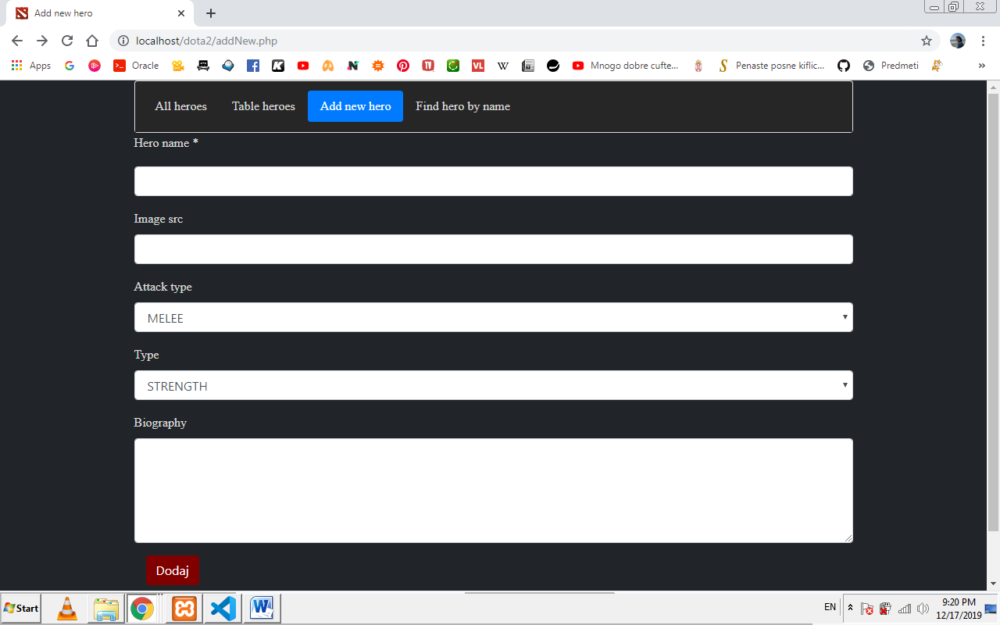 Add new hero
localhost/dota2/addNew.php
Apps Oracle Mnogo dobre cufte... Penaste posne kiflic... Predmeti »
All heroes Table heroes Add new hero Find hero by name
Hero name *
Image src
Attack type
MELEE
Type
STRENGTH
Biography
Dodaj
Start EN 9:20 PM
12/17/2019